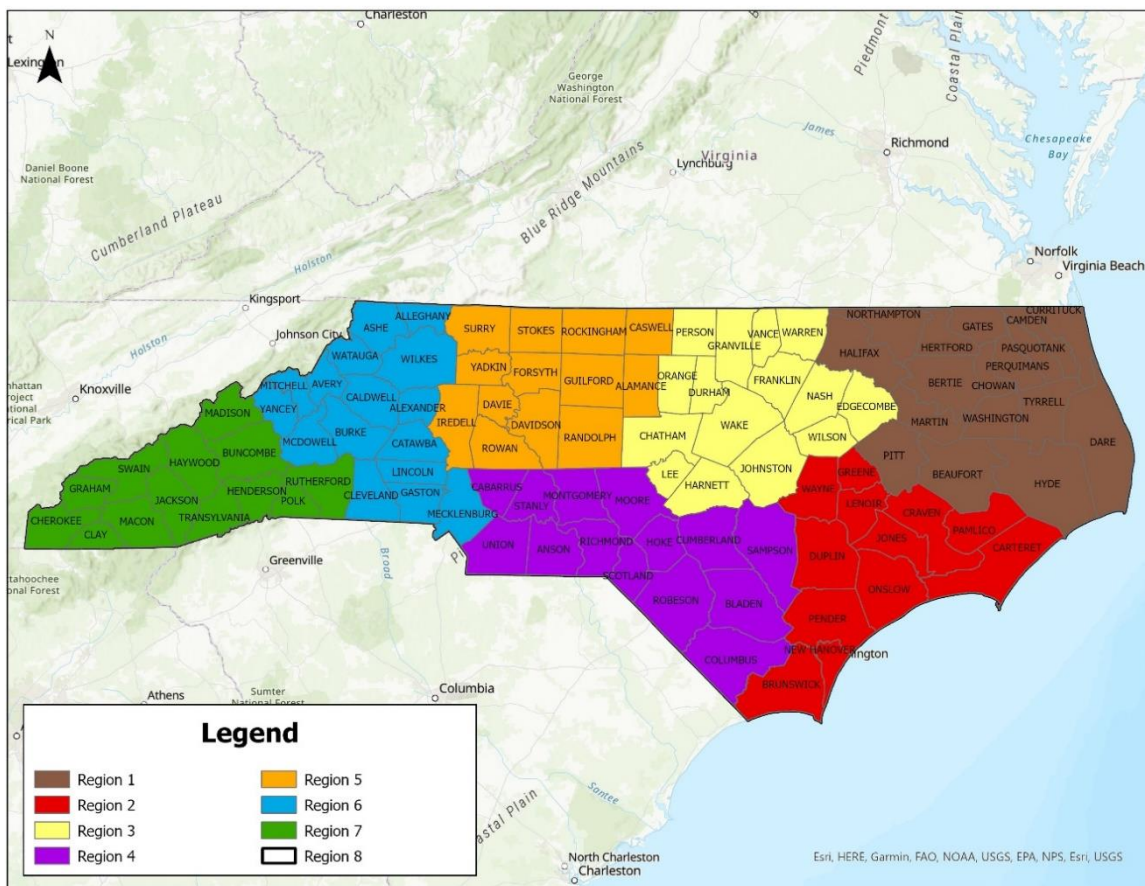 Charleston
N
Lexington
George
Washington
National Forest
Piedmont
Coastal Plain
James
Richmond
Chesapeake
Bay
Daniel Boone
National Forest
Lynchburg
Virginia
Blue Ridge Mountains
Cumberland Plateau
Norfolk
Virginia Beach
Holston
Kingsport
Johnson City
Holston
Knoxville
ASHE
ALLEGHANY
SURRY
STOKES
ROCKINGHAM
CASWELL
PERSON
GRANVILLE
VANCE
WARREN
NORTHAMPTON
GATES
CAMDEN
CURRITUCK
WATAUGA
WILKES
YADKIN
FORSYTH
GUILFORD
ALAMANCE
ORANGE
DURHAM
FRANKLIN
HALIFAX
HERTFORD
PASQUOTANK
PERQUIMANS
MITCHELL
AVERY
CALDWELL
ALEXANDER
IREDELL
DAVIE
DAVIDSON
NASH
EDGECOMBE
BERTIE
CHOWAN
TYRRELL
MADISON
YANCEY
BURKE
CATAWBA
ROWAN
RANDOLPH
CHATHAM
WAKE
WILSON
MARTIN
WASHINGTON
DARE
MCDOWELL
BUNCOMBE
HAYWOOD
SWAIN
LINCOLN
LEE
JOHNSTON
PITT
BEAUFORT
HYDE
GRAHAM
JACKSON
HENDERSON
RUTHERFORD
POLK
CLEVELAND
GASTON
CABARRUS
STANLY
MONTGOMERY
MOORE
HARNETT
WAYNE
GREENE
LENOIR
CRAVEN
PAMLICO
CHEROKEE
CLAY
MACON
TRANSYLVANIA
MECKLENBURG
UNION
ANSON
RICHMOND
HOKE
CUMBERLAND
SAMPSON
DUPLIN
JONES
CARTERET
SCOTLAND
ROBESON
BLADEN
ONSLOW
PENDER
COLUMBUS
NEW HANOVER
BRUNSWICK
Greenville
Broad
Athens
Sumter
National
Columbia
Santee
North Charleston
Charleston
Legend
Region 1
Region 2
Region 3
Region 4
Region 5
Region 6
Region 7
Region 8
Esri, HERE, Garmin, FAO, NOAA, USGS, EPA, NPS, Esri, USGS